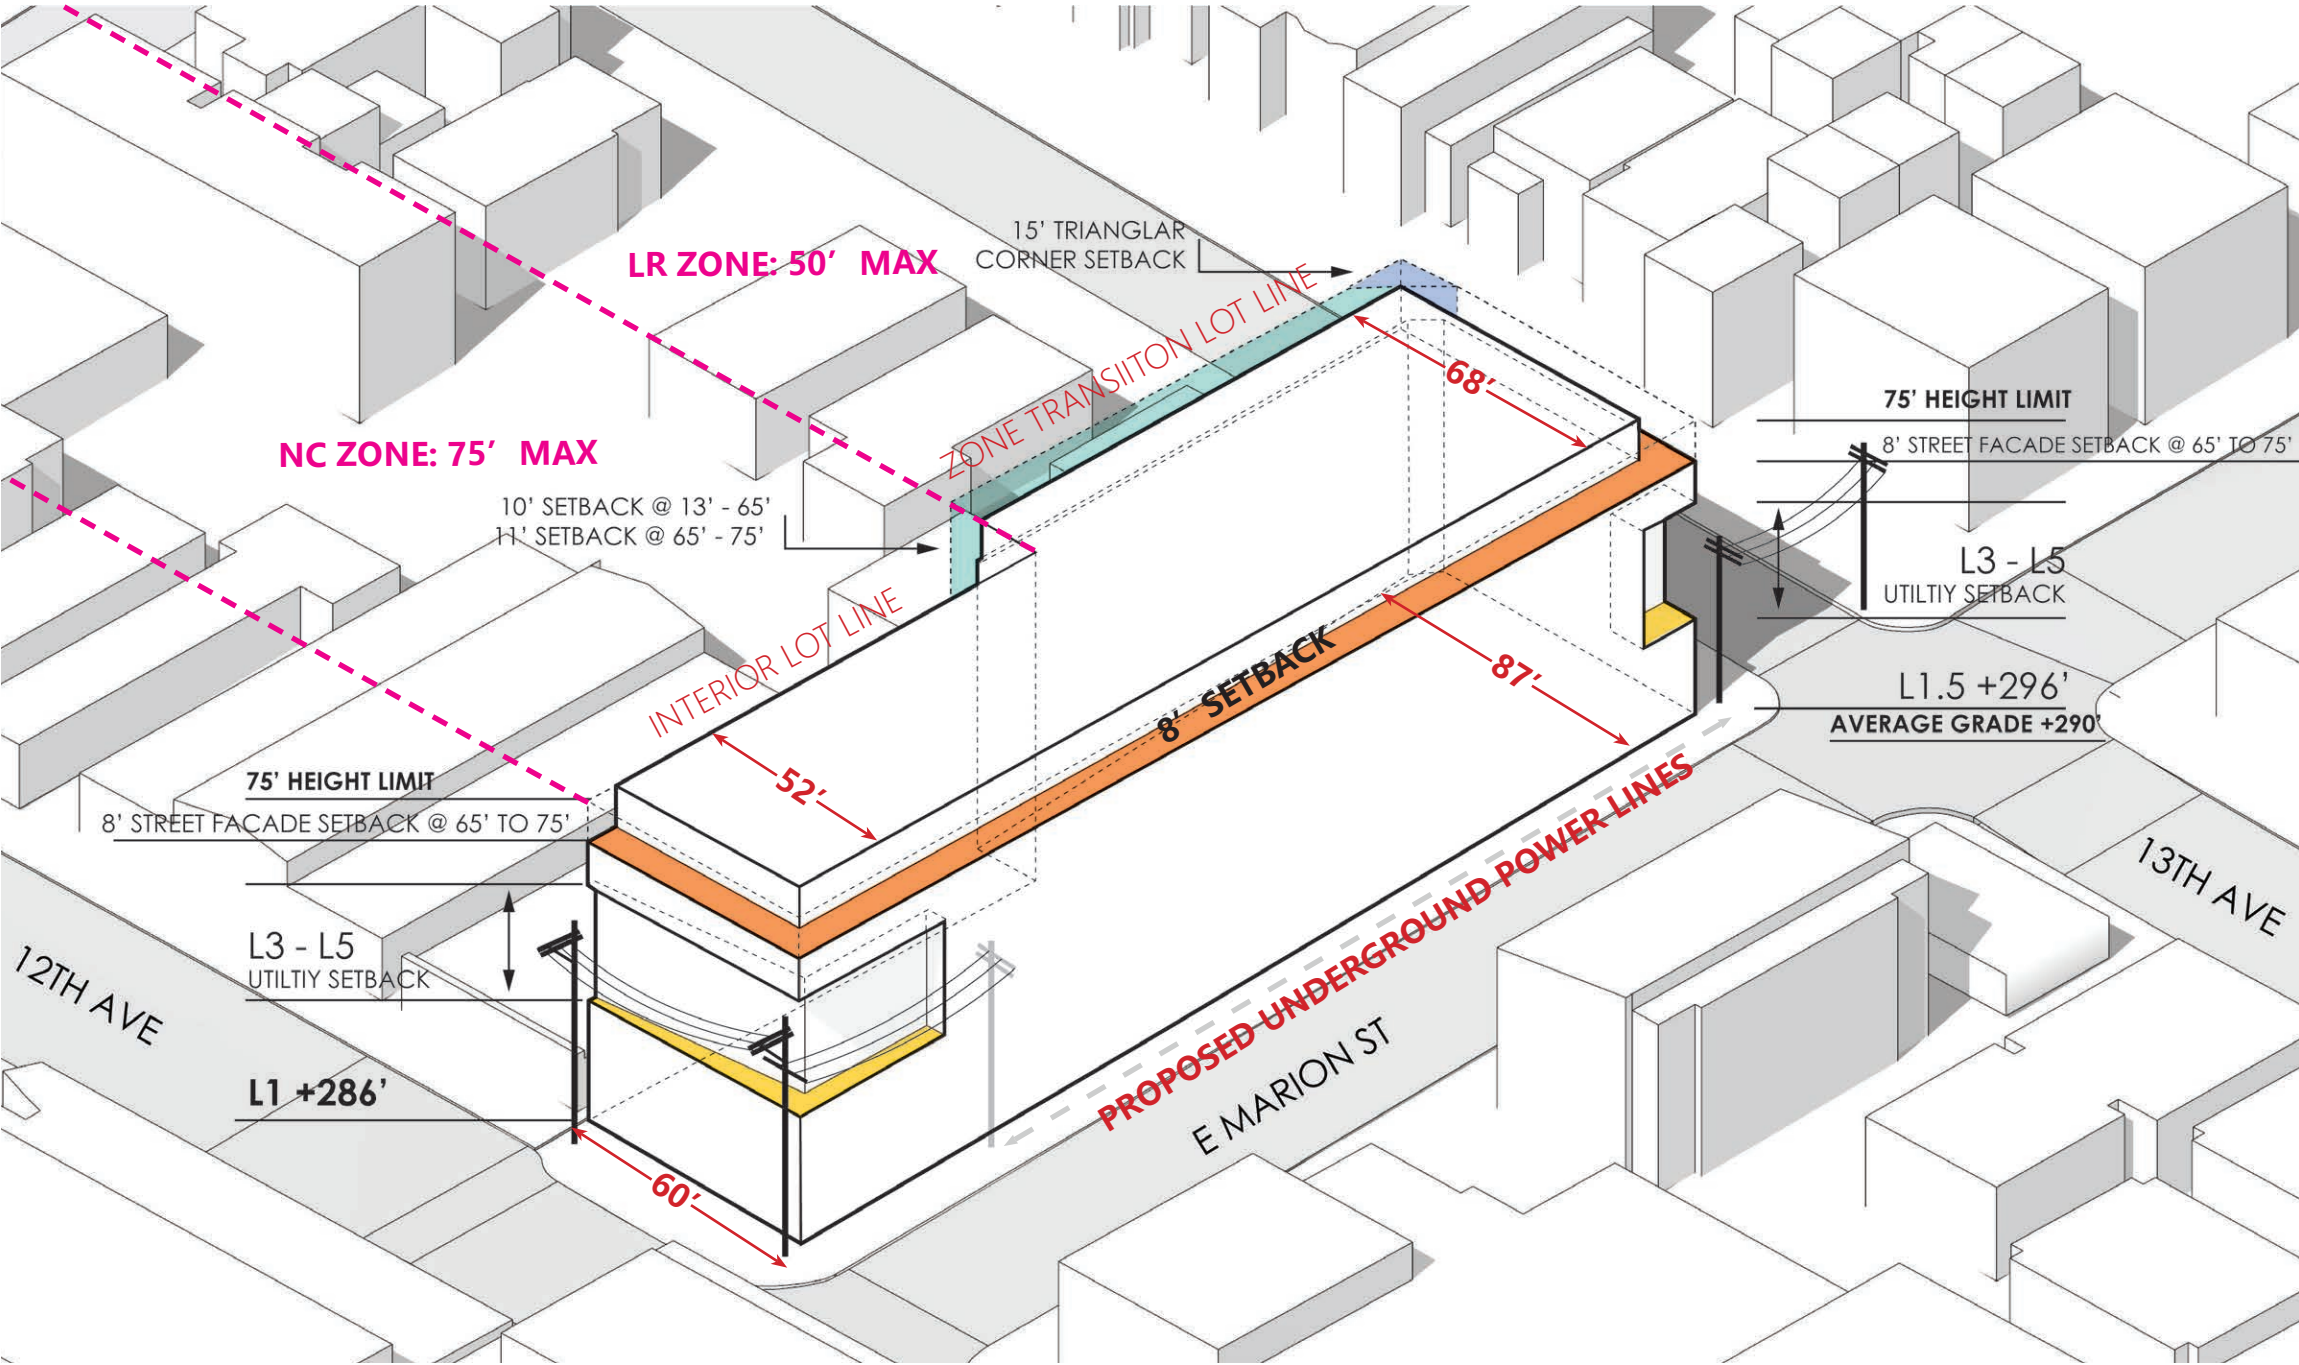 15' TRIANGLAR
CORNER SETBACK
LR ZONE: 50' MAX
ZONE TRANSIITON LOT LINE
68'
75' HEIGHT LIMIT
8' STREET FACADE SETBACK @ 65' TO 75'
NC ZONE: 75' MAX
10' SETBACK @ 13' - 65'
11' SETBACK @ 65' - 75'
L3 - L5
UTILTIY SETBACK
INTERIOR LOT LINE
8' SETBACK
87'
L1.5 +296'
AVERAGE GRADE +290'
52'
75' HEIGHT LIMIT
8' STREET FACADE SETBACK @ 65' TO 75'
PROPOSED UNDERGROUND POWER LINES
13TH AVE
L3 - L5
UTILTIY SETBACK
12TH AVE
L1 +286'
E MARION ST
60'